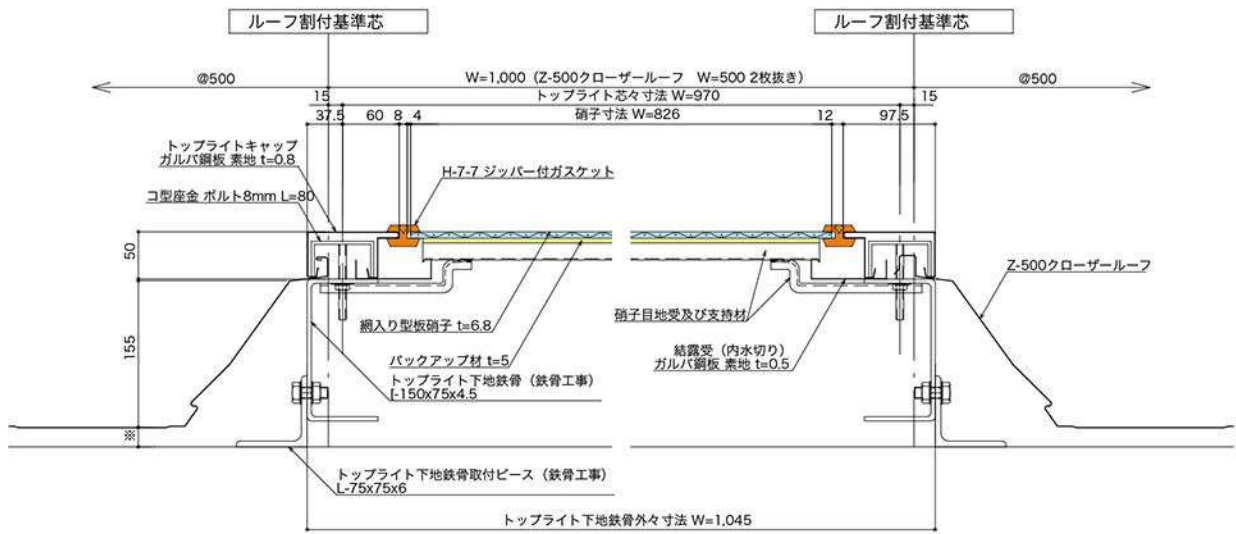 ルーフ割付基準芯
ルーフ割付基準芯
@500
W=1,000（Z-500クローザールーフ　W=500 2枚抜き）
@500
15
トップライト芯々寸法 W=970
15
37.5
60
8
4
硝子寸法 W=826
12
97.5
トップライトキャップ
ガルバ鋼板 素地 t=0.8
H-7-7 ジッパー付ガスケット
コ型座金 ボルト8mm L=80
50
Z-500クローザールーフ
硝子目地受及び支持材
網入り型板硝子 t=6.8
155
結露受（内水切り）
ガルバ鋼板 素地 t=0.5
バックアップ材 t=5
トップライト下地鉄骨（鉄骨工事）
[-150x75x4.5
※
トップライト下地鉄骨取付ピース（鉄骨工事）
L-75x75x6
トップライト下地鉄骨外々寸法 W=1,045